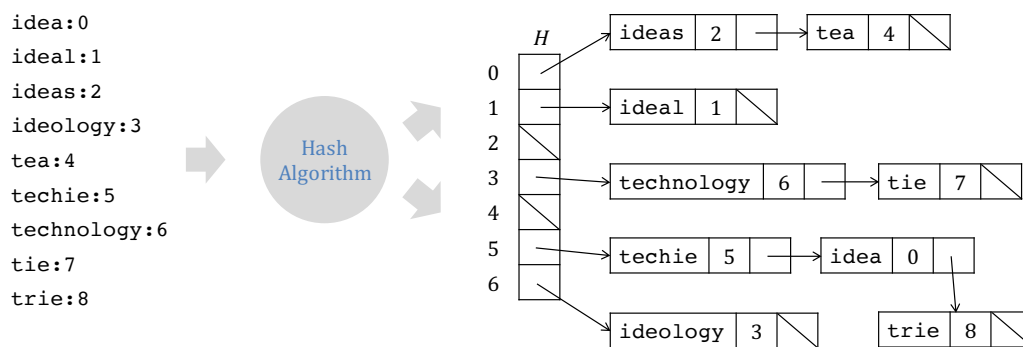 idea:0
ideal:1
ideas:2
ideology:3
tea:4
techie:5
technology:6
tie:7
trie:8
Hash
Algorithm
H
0
1
2
3
4
5
6
ideas 2
tea 4
ideal 1
technology 6
tie 7
techie 5
idea 0
ideology 3
trie 8